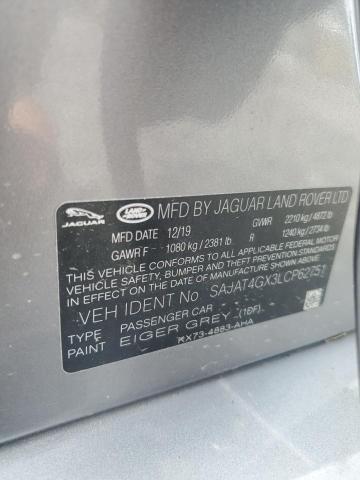 JAGUAR
LAND ROVER
MFD BY JAGUAR LAND ROVER LTD
MFD DATE 12/19 GVWR 2210 kg / 4872 lb
GAWR F 1080 kg / 2381 lb R 1240 kg / 2734 lb
THIS VEHICLE CONFORMS TO ALL APPLICABLE FEDERAL MOTOR
VEHICLE SAFETY, BUMPER, AND THEFT PREVENTION STANDARDS
IN EFFECT ON THE DATE OF MANUFACTURE SHOWN ABOVE.
VEH IDENT No SAJAT4GX3LCP62751
TYPE PASSENGER CAR
PAINT EIGER GREY (1DF)
KX73-4883-AHA